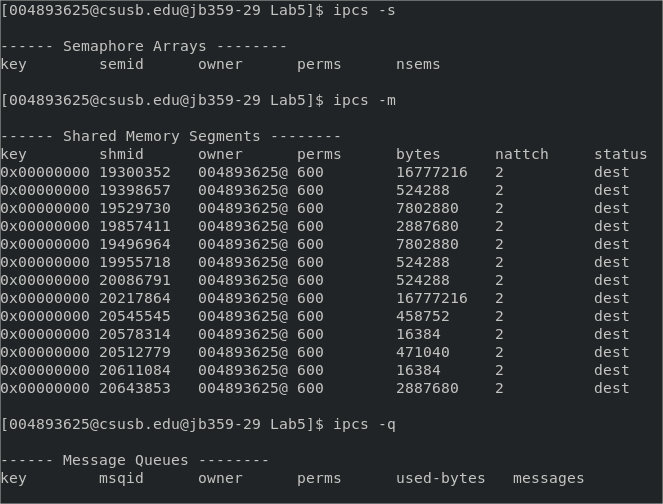 [004893625@csusb.edu@jb359-29 Lab5]$ ipcs -s
------ Semaphore Arrays --------
key        semid      owner      perms      nsems
[004893625@csusb.edu@jb359-29 Lab5]$ ipcs -m
------ Shared Memory Segments --------
key        shmid      owner      perms      bytes      nattch     status
0x00000000 19300352   004893625@ 600        16777216   2          dest
0x00000000 19398657   004893625@ 600        524288     2          dest
0x00000000 19529730   004893625@ 600        7802880    2          dest
0x00000000 19857411   004893625@ 600        2887680    2          dest
0x00000000 19496964   004893625@ 600        7802880    2          dest
0x00000000 19955718   004893625@ 600        524288     2          dest
0x00000000 20086791   004893625@ 600        524288     2          dest
0x00000000 20217864   004893625@ 600        16777216   2          dest
0x00000000 20545545   004893625@ 600        458752     2          dest
0x00000000 20578314   004893625@ 600        16384      2          dest
0x00000000 20512779   004893625@ 600        471040     2          dest
0x00000000 20611084   004893625@ 600        16384      2          dest
0x00000000 20643853   004893625@ 600        2887680    2          dest
[004893625@csusb.edu@jb359-29 Lab5]$ ipcs -q
------ Message Queues --------
key        msqid      owner      perms      used-bytes   messages